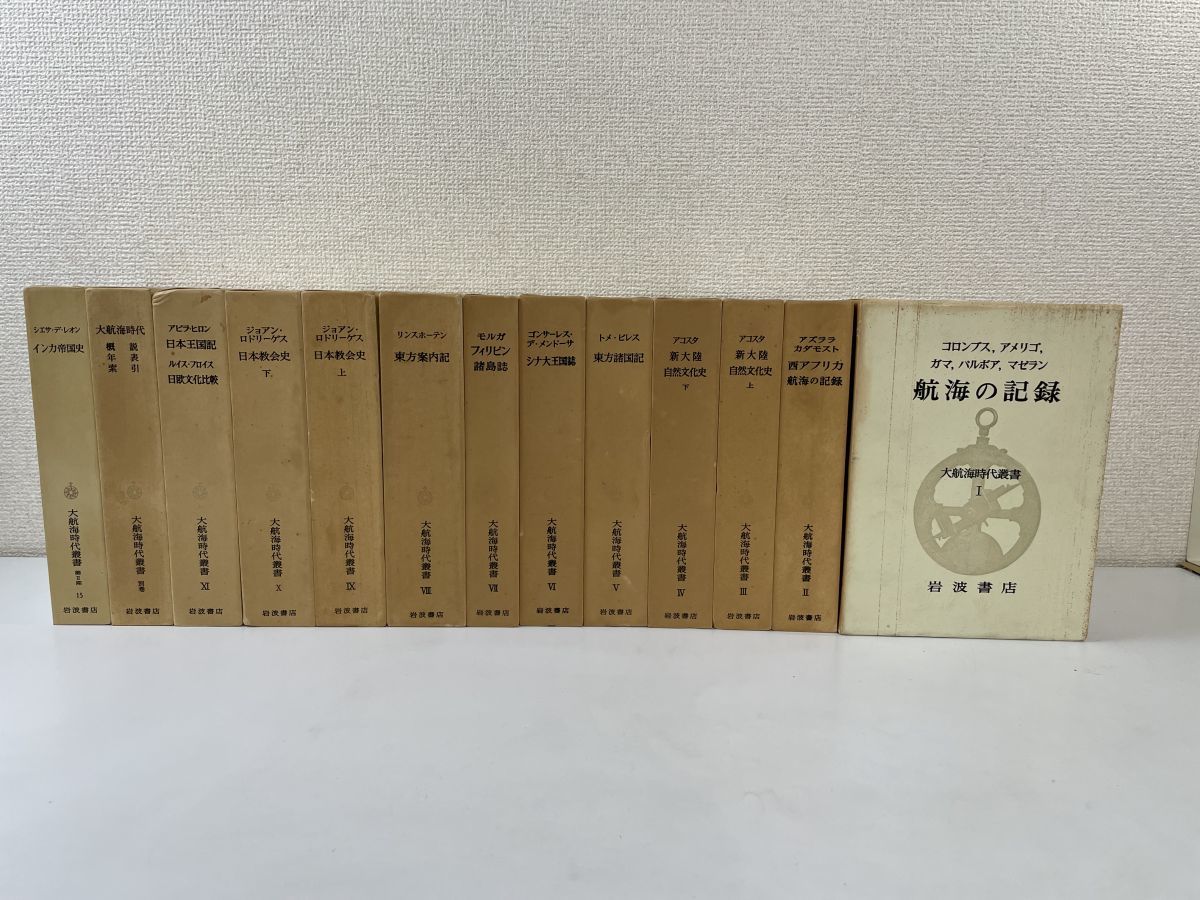 シエサ・デ・レオン
インカ帝国史
大航海時代叢書
第II期
15
岩波書店
大航海時代
概説
年表
索引
大航海時代叢書
別巻
岩波書店
アビラ・ヒロン
日本王国記
ルイス・フロイス
日欧文化比較
大航海時代叢書
XI
岩波書店
ジョアン・
ロドリーゲス
日本教会史
下
大航海時代叢書
X
岩波書店
ジョアン・
ロドリーゲス
日本教会史
上
大航海時代叢書
IX
岩波書店
リンスホーテン
東方案内記
大航海時代叢書
VIII
岩波書店
モルガ
フィリピン
諸島誌
大航海時代叢書
VII
岩波書店
ゴンサーレス・
デ・メンドーサ
シナ大王国誌
大航海時代叢書
VI
岩波書店
トメ・ピレス
東方諸国記
大航海時代叢書
V
岩波書店
アコスタ
新大陸
自然文化史
下
大航海時代叢書
IV
岩波書店
アコスタ
新大陸
自然文化史
上
大航海時代叢書
III
岩波書店
アズララ
カダモスト
西アフリカ
航海の記録
大航海時代叢書
II
岩波書店
コロンブス, アメリゴ,
ガマ, バルボア, マゼラン
航海の記録
大航海時代叢書
I
岩波書店